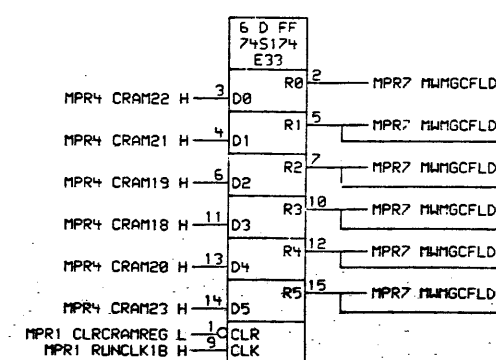 6 D FF
74S174
E33
R0 2 MPR7 MWMGCFLD
MPR4 CRAM22 H 3 D0
R1 5 MPR7 MWMGCFLD
MPR4 CRAM21 H 4 D1
R2 7 MPR7 MWMGCFLD
MPR4 CRAM19 H 6 D2
R3 10 MPR7 MWMGCFLD
MPR4 CRAM18 H 11 D3
R4 12 MPR7 MWMGCFLD
MPR4 CRAM20 H 13 D4
R5 15 MPR7 MWMGCFLD
MPR4 CRAM23 H 14 D5
MPR1 CLRCRAMREG L 1 CLR
MPR1 RUNCLK1B H 9 CLK